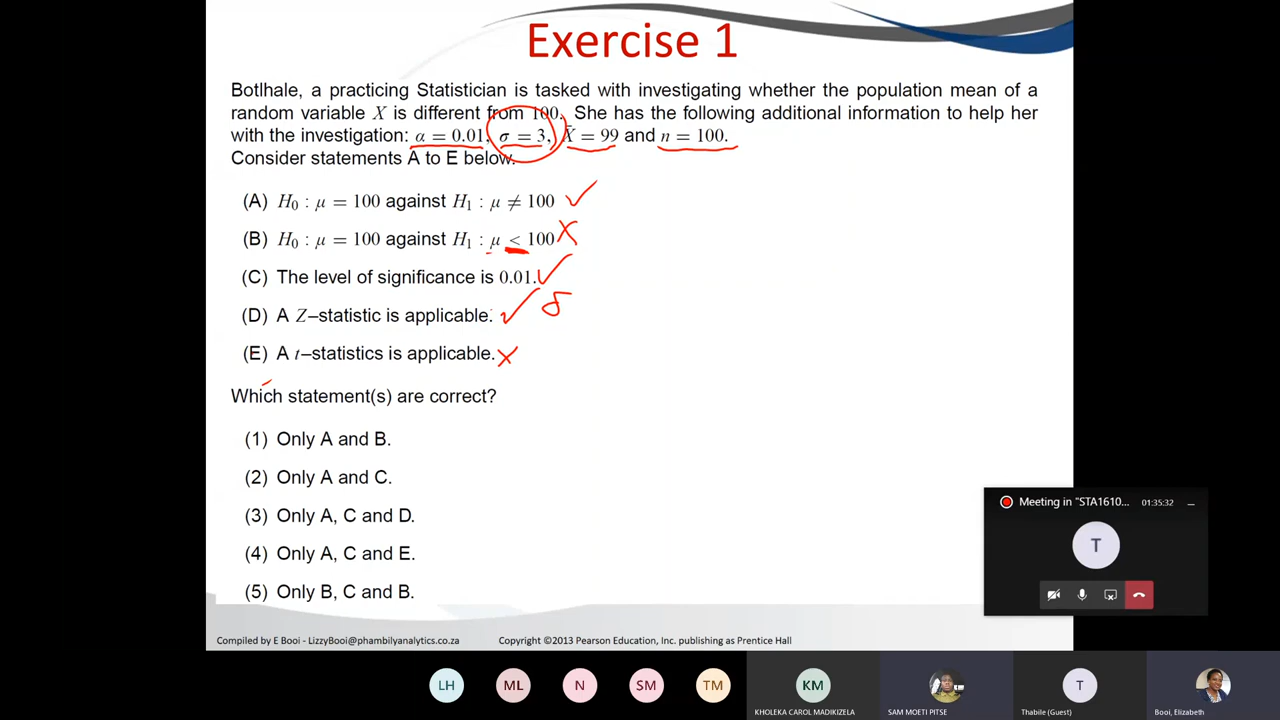 Exercise 1
Botlhale, a practicing Statistician is tasked with investigating whether the population mean of a
random variable X is different from 100. She has the following additional information to help her
with the investigation: α = 0.01, σ = 3, X̄ = 99 and n = 100.
Consider statements A to E below.
(A) H₀ : μ = 100 against H₁ : μ ≠ 100
(B) H₀ : μ = 100 against H₁ : μ < 100
(C) The level of significance is 0.01.
σ
(D) A Z–statistic is applicable.
(E) A t–statistics is applicable.
Which statement(s) are correct?
(1) Only A and B.
(2) Only A and C.
(3) Only A, C and D.
(4) Only A, C and E.
(5) Only B, C and B.
Meeting in "STA1610... 01:35:32
T
Compiled by E Booi - LizzyBooi@phambilyanalytics.co.za Copyright ©2013 Pearson Education, Inc. publishing as Prentice Hall
LH ML N SM TM KM T
KHOLEKA CAROL MADIKIZELA SAM MOETI PITSE Thabile (Guest) Booi, Elizabeth